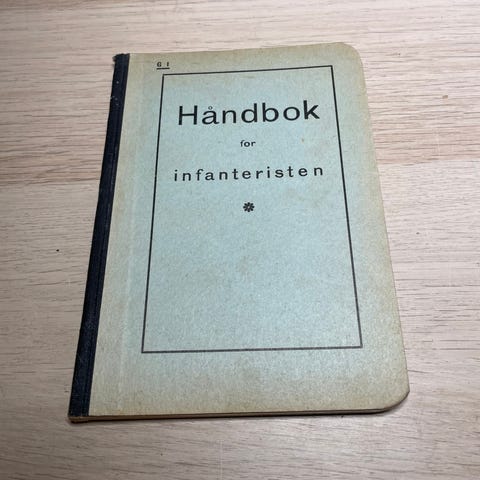 G I
Håndbok
for
infanteristen